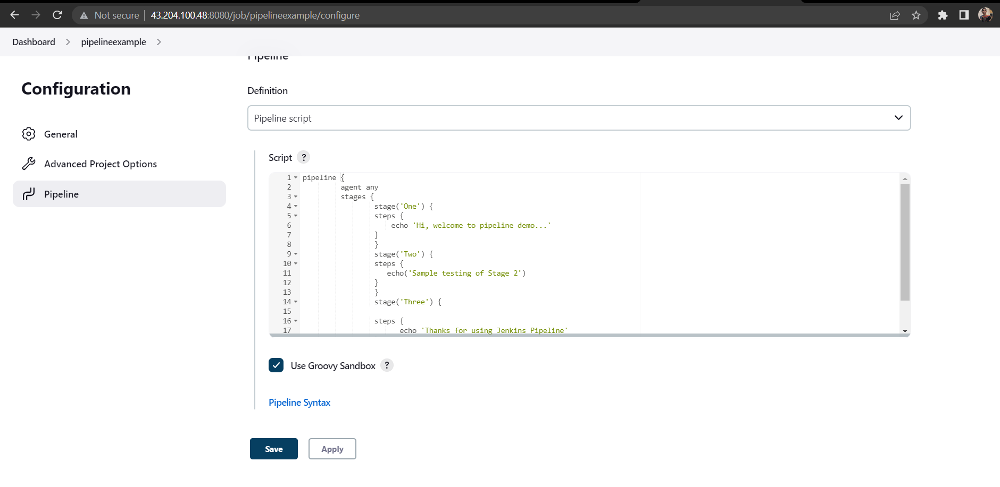 Not secure | 43.204.100.48:8080/job/pipelineexample/configure
Dashboard > pipelineexample >
Pipeline
Configuration
Definition
Pipeline script
General
Advanced Project Options
Pipeline
Script ?
1 pipeline {
2 agent any
3 stages {
4 stage('One') {
5 steps {
6 echo 'Hi, welcome to pipeline demo...'
7 }
8 }
9 stage('Two') {
10 steps {
11 echo('Sample testing of Stage 2')
12 }
13 }
14 stage('Three') {
15
16 steps {
17 echo 'Thanks for using Jenkins Pipeline'
Use Groovy Sandbox ?
Pipeline Syntax
Save
Apply